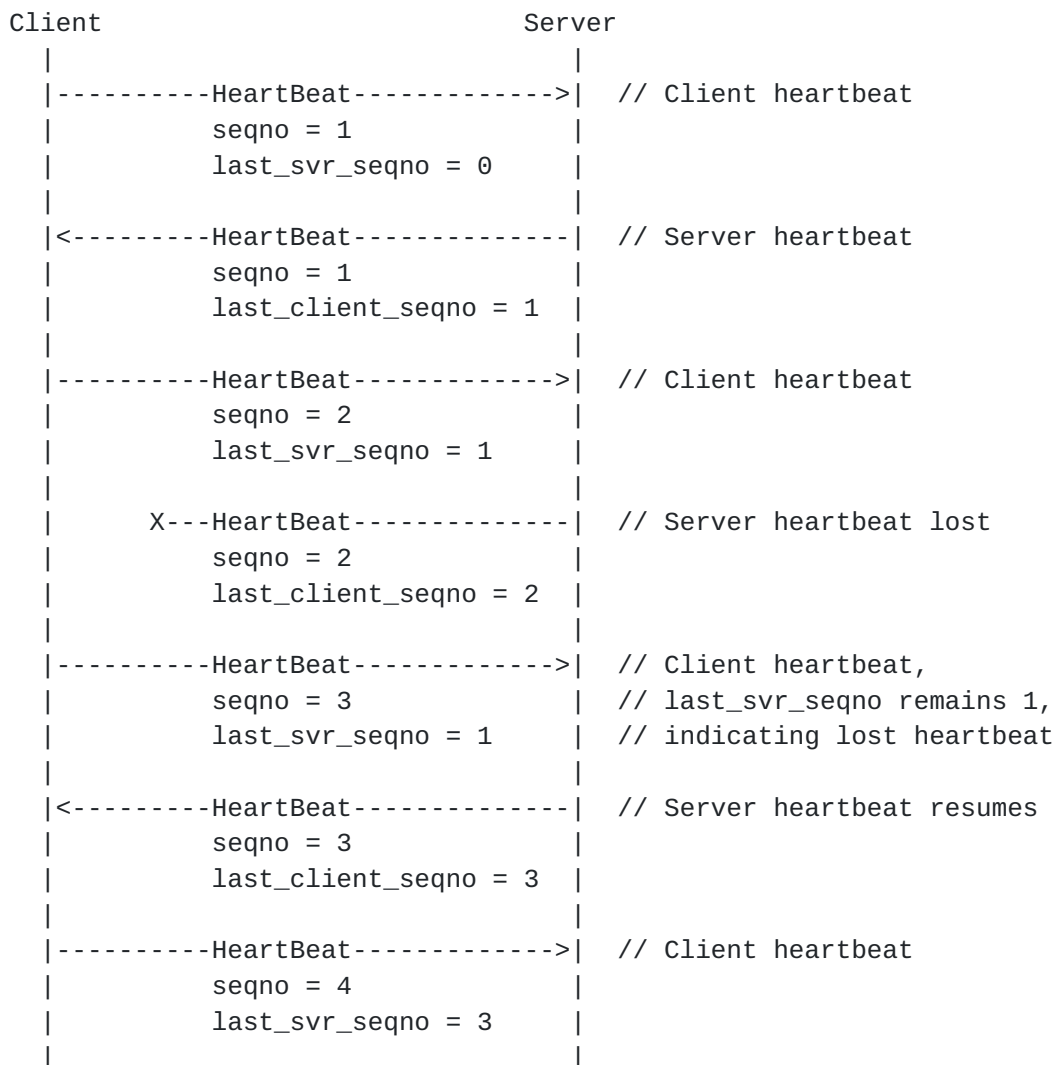 Client                       Server
  |                             |
  |----------HeartBeat------------->|  // Client heartbeat
  |         seqno = 1           |
  |         last_svr_seqno = 0  |
  |                             |
  |<---------HeartBeat--------------|  // Server heartbeat
  |         seqno = 1           |
  |         last_client_seqno = 1  |
  |                             |
  |----------HeartBeat------------->|  // Client heartbeat
  |         seqno = 2           |
  |         last_svr_seqno = 1  |
  |                             |
  |     X---HeartBeat--------------|  // Server heartbeat lost
  |         seqno = 2           |
  |         last_client_seqno = 2  |
  |                             |
  |----------HeartBeat------------->|  // Client heartbeat,
  |         seqno = 3           |  // last_svr_seqno remains 1,
  |         last_svr_seqno = 1  |  // indicating lost heartbeat
  |                             |
  |<---------HeartBeat--------------|  // Server heartbeat resumes
  |         seqno = 3           |
  |         last_client_seqno = 3  |
  |                             |
  |----------HeartBeat------------->|  // Client heartbeat
  |         seqno = 4           |
  |         last_svr_seqno = 3  |
  |                             |